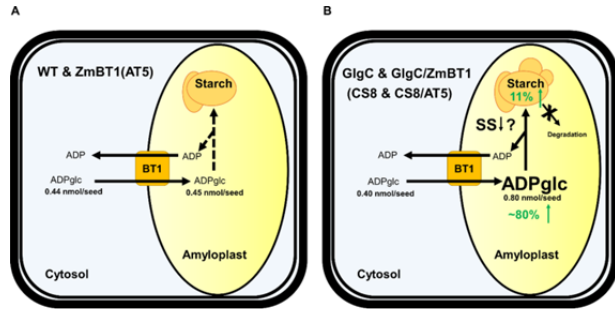 A
WT & ZmBT1(AT5)
Starch
ADP
ADP
BT1
ADPglc
0.44 nmol/seed
ADPglc
0.45 nmol/seed
Amyloplast
Cytosol
B
GlgC & GlgC/ZmBT1
(CS8 & CS8/AT5)
Starch
11%
SS↓?
Degradation
ADP
ADP
BT1
ADPglc
0.40 nmol/seed
ADPglc
0.80 nmol/seed
~80%
Amyloplast
Cytosol